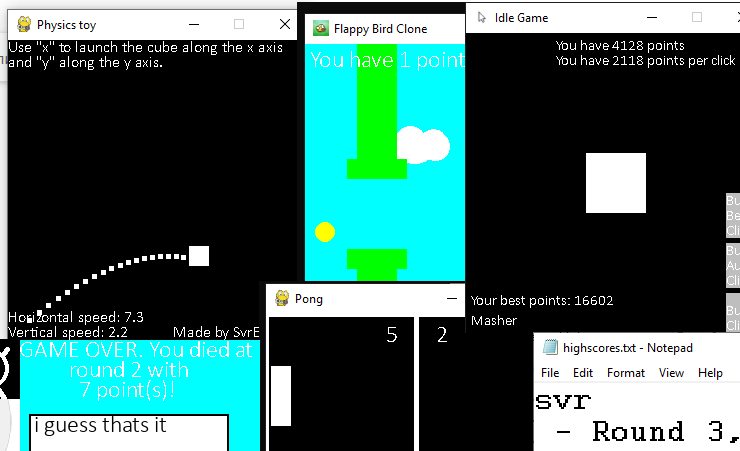 Physics toy
Use "x" to launch the cube along the x axis
and "y" along the y axis.
Horizontal speed: 7.3
Vertical speed: 2.2
Made by SvrE
Flappy Bird Clone
You have 1 point
Idle Game
You have 4128 points
You have 2118 points per click
Bu
Be
Cli
Bu
Au
Cli
Bu
Cli
Your best points: 16602
Masher
Pong
5 2
GAME OVER. You died at
round 2 with
7 point(s)!
i guess thats it
highscores.txt - Notepad
File Edit Format View Help
svr
- Round 3,